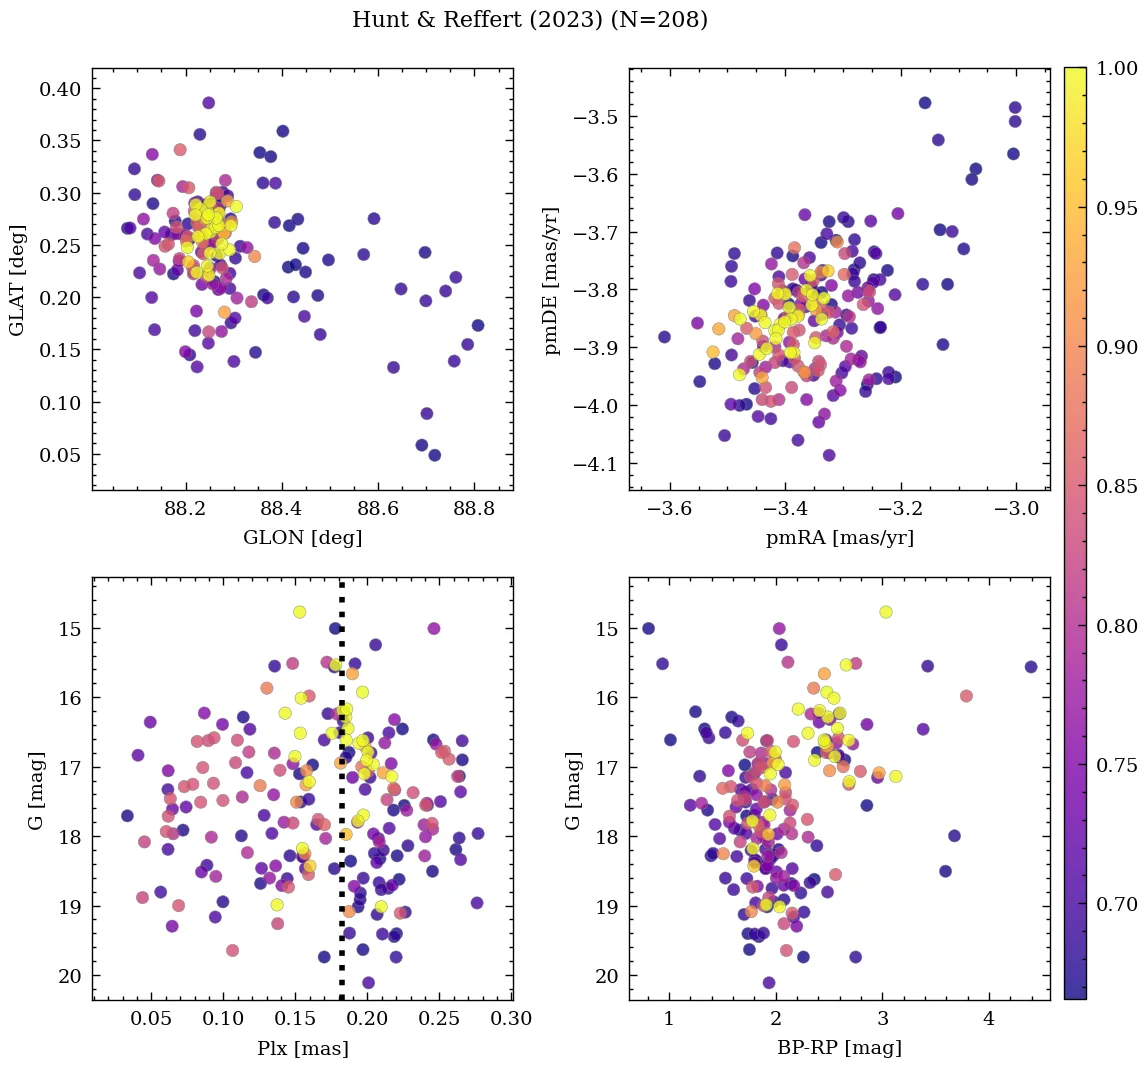 Hunt & Reffert (2023) (N=208)
0.40
0.35
0.30
0.25
0.20
0.15
0.10
0.05
GLAT [deg]
88.2 88.4 88.6 88.8
GLON [deg]
−3.5
−3.6
−3.7
−3.8
−3.9
−4.0
−4.1
pmDE [mas/yr]
−3.6 −3.4 −3.2 −3.0
pmRA [mas/yr]
1.00
0.95
0.90
0.85
0.80
0.75
0.70
15
16
17
18
19
20
G [mag]
0.05 0.10 0.15 0.20 0.25 0.30
Plx [mas]
15
16
17
18
19
20
G [mag]
1 2 3 4
BP-RP [mag]